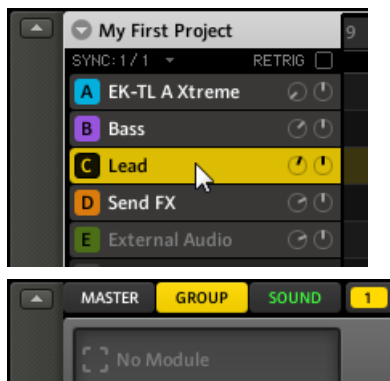 My First Project 9
SYNC: 1 / 1 RETRIG
A EK-TL A Xtreme
B Bass
C Lead
D Send FX
E External Audio
MASTER GROUP SOUND 1
No Module